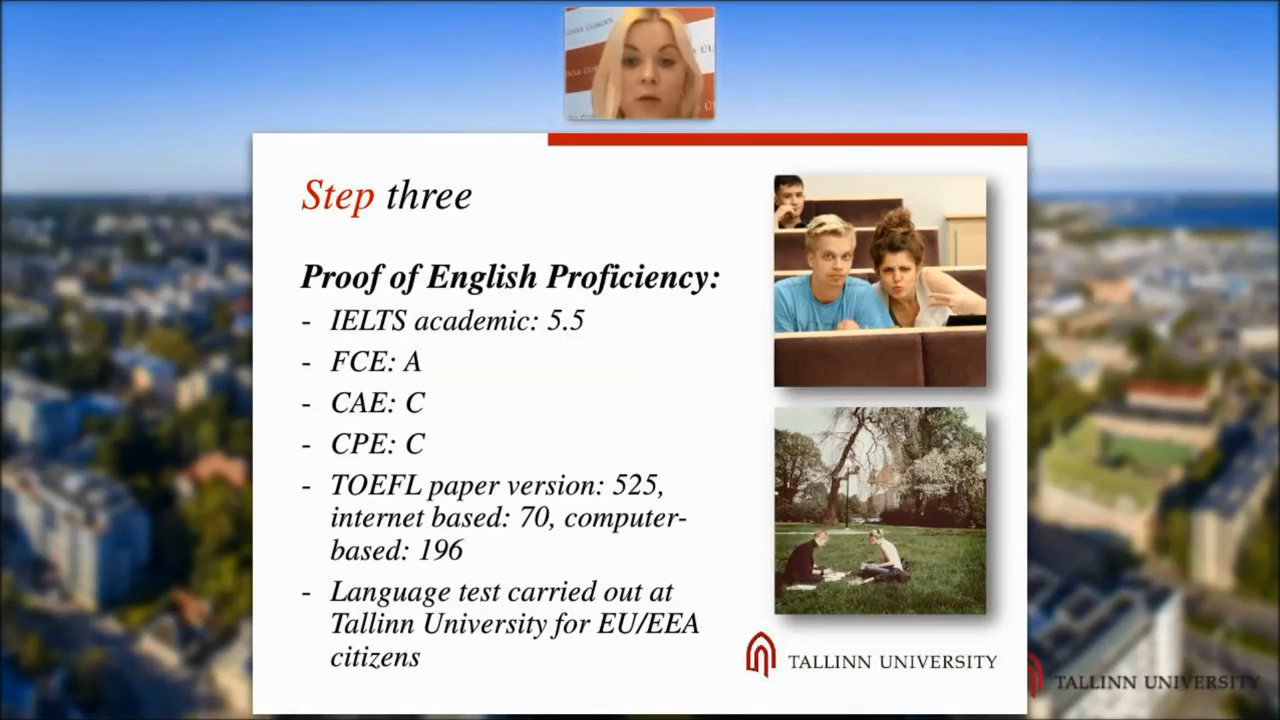 Step three
Proof of English Proficiency:
- IELTS academic: 5.5
- FCE: A
- CAE: C
- CPE: C
- TOEFL paper version: 525,
internet based: 70, computer-
based: 196
- Language test carried out at
Tallinn University for EU/EEA
citizens
TALLINN UNIVERSITY
TALLINN UNIVERSITY